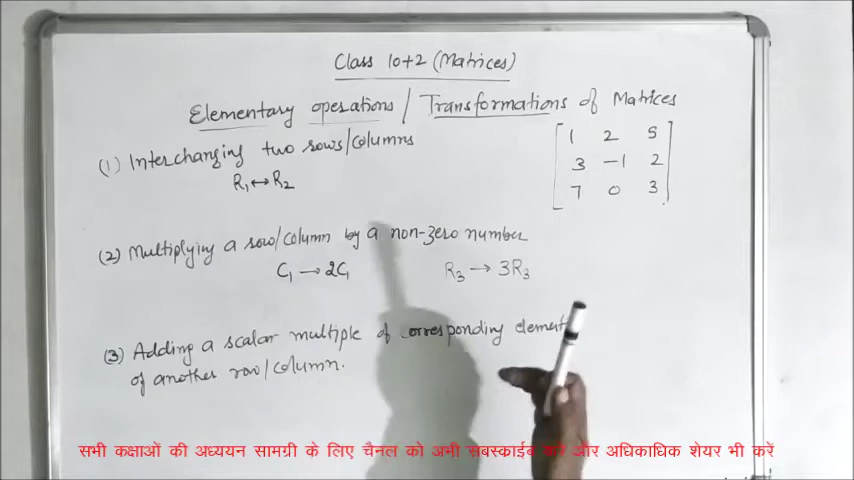 Class 10+2 (Matrices)
Elementary operations / Transformations of Matrices
(1) Interchanging two rows/columns
R₁↔R₂
1 2 5
3 -1 2
7 0 3
(2) Multiplying a row/column by a non-zero number
C₁→2C₁ R₃→3R₃
(3) Adding a scalar multiple of corresponding element
of another row/column.
सभी कक्षाओं की अध्ययन सामग्री के लिए चैनल को अभी सबस्क्राईब करें और अधिकाधिक शेयर भी करें